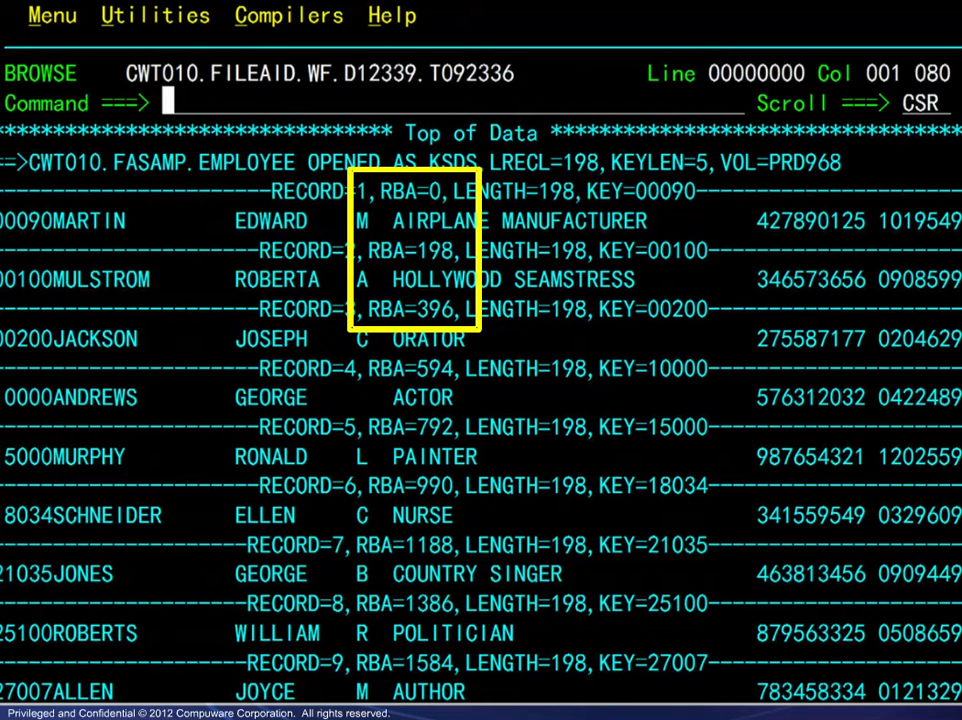 Menu Utilities Compilers Help
BROWSE CWT010.FILEAID.WF.D12339.T092336 Line 00000000 Col 001 080
Command ===> Scroll ===> CSR
******************************** Top of Data **********************************
=>CWT010.FASAMP.EMPLOYEE OPENED AS KSDS, LRECL=198,KEYLEN=5,VOL=PRD968
----------------------RECORD=1,RBA=0,LENGTH=198,KEY=00090---------------------
00090MARTIN EDWARD M AIRPLANE MANUFACTURER 427890125 1019549
---------------------RECORD=2,RBA=198,LENGTH=198,KEY=00100--------------------
00100MULSTROM ROBERTA A HOLLYWOOD SEAMSTRESS 346573656 0908599
---------------------RECORD=3,RBA=396,LENGTH=198,KEY=00200--------------------
00200JACKSON JOSEPH C ORATOR 275587177 0204629
---------------------RECORD=4,RBA=594,LENGTH=198,KEY=10000--------------------
0000ANDREWS GEORGE ACTOR 576312032 0422489
---------------------RECORD=5,RBA=792,LENGTH=198,KEY=15000--------------------
5000MURPHY RONALD L PAINTER 987654321 1202559
---------------------RECORD=6,RBA=990,LENGTH=198,KEY=18034--------------------
8034SCHNEIDER ELLEN C NURSE 341559549 0329609
--------------------RECORD=7,RBA=1188,LENGTH=198,KEY=21035--------------------
21035JONES GEORGE B COUNTRY SINGER 463813456 0909449
--------------------RECORD=8,RBA=1386,LENGTH=198,KEY=25100--------------------
25100ROBERTS WILLIAM R POLITICIAN 879563325 0508659
--------------------RECORD=9,RBA=1584,LENGTH=198,KEY=27007--------------------
27007ALLEN JOYCE M AUTHOR 783458334 0121329
Privileged and Confidential © 2012 Compuware Corporation. All rights reserved.